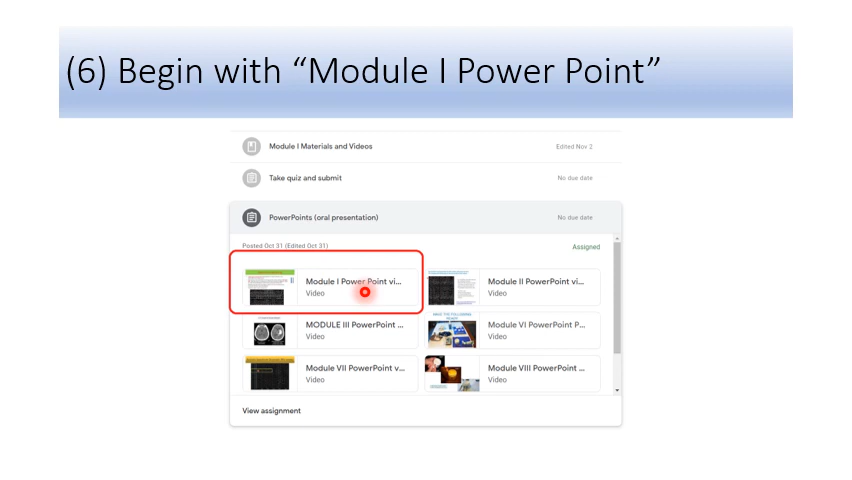 (6) Begin with “Module I Power Point”
Module I Materials and Videos
Edited Nov 2
Take quiz and submit
No due date
PowerPoints (oral presentation)
No due date
Posted Oct 31 (Edited Oct 31)
Assigned
Module I Power Point vi...
Video
Module II PowerPoint vi...
Video
MODULE III PowerPoint ...
Video
Module VI PowerPoint P...
Video
Module VII PowerPoint v...
Video
Module VIII PowerPoint ...
Video
View assignment